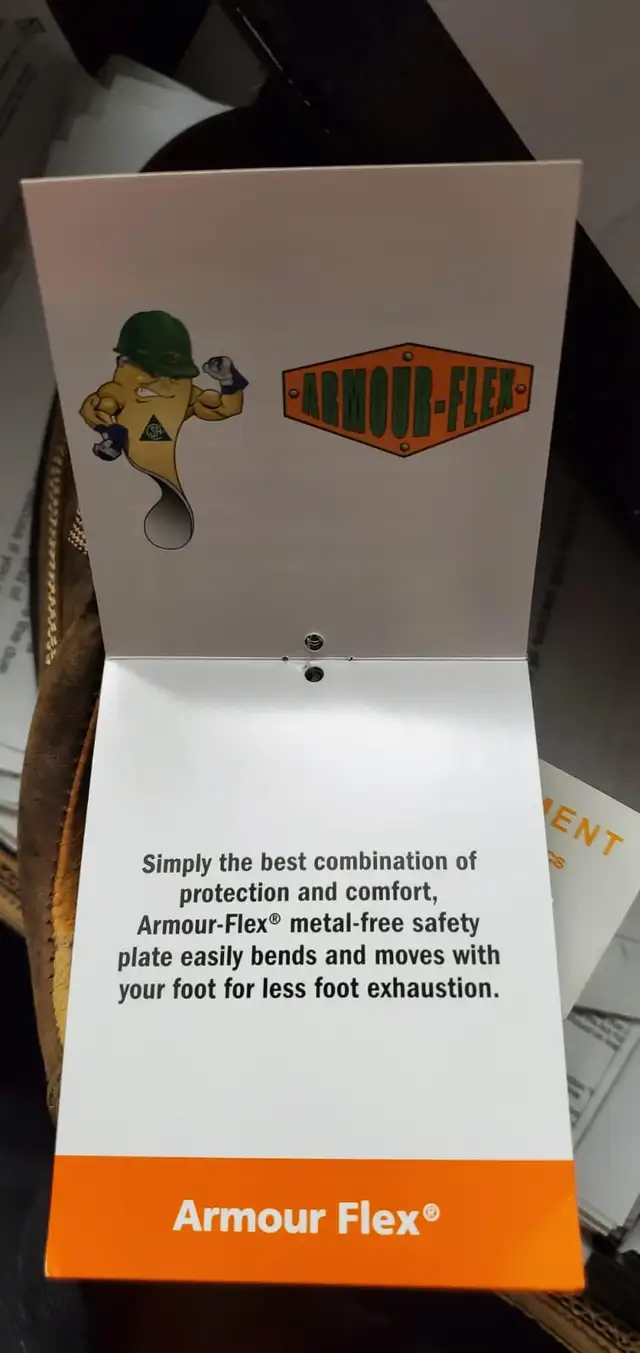 ARMOUR-FLEX
Simply the best combination of
protection and comfort,
Armour-Flex® metal-free safety
plate easily bends and moves with
your foot for less foot exhaustion.
Armour Flex®
MENT